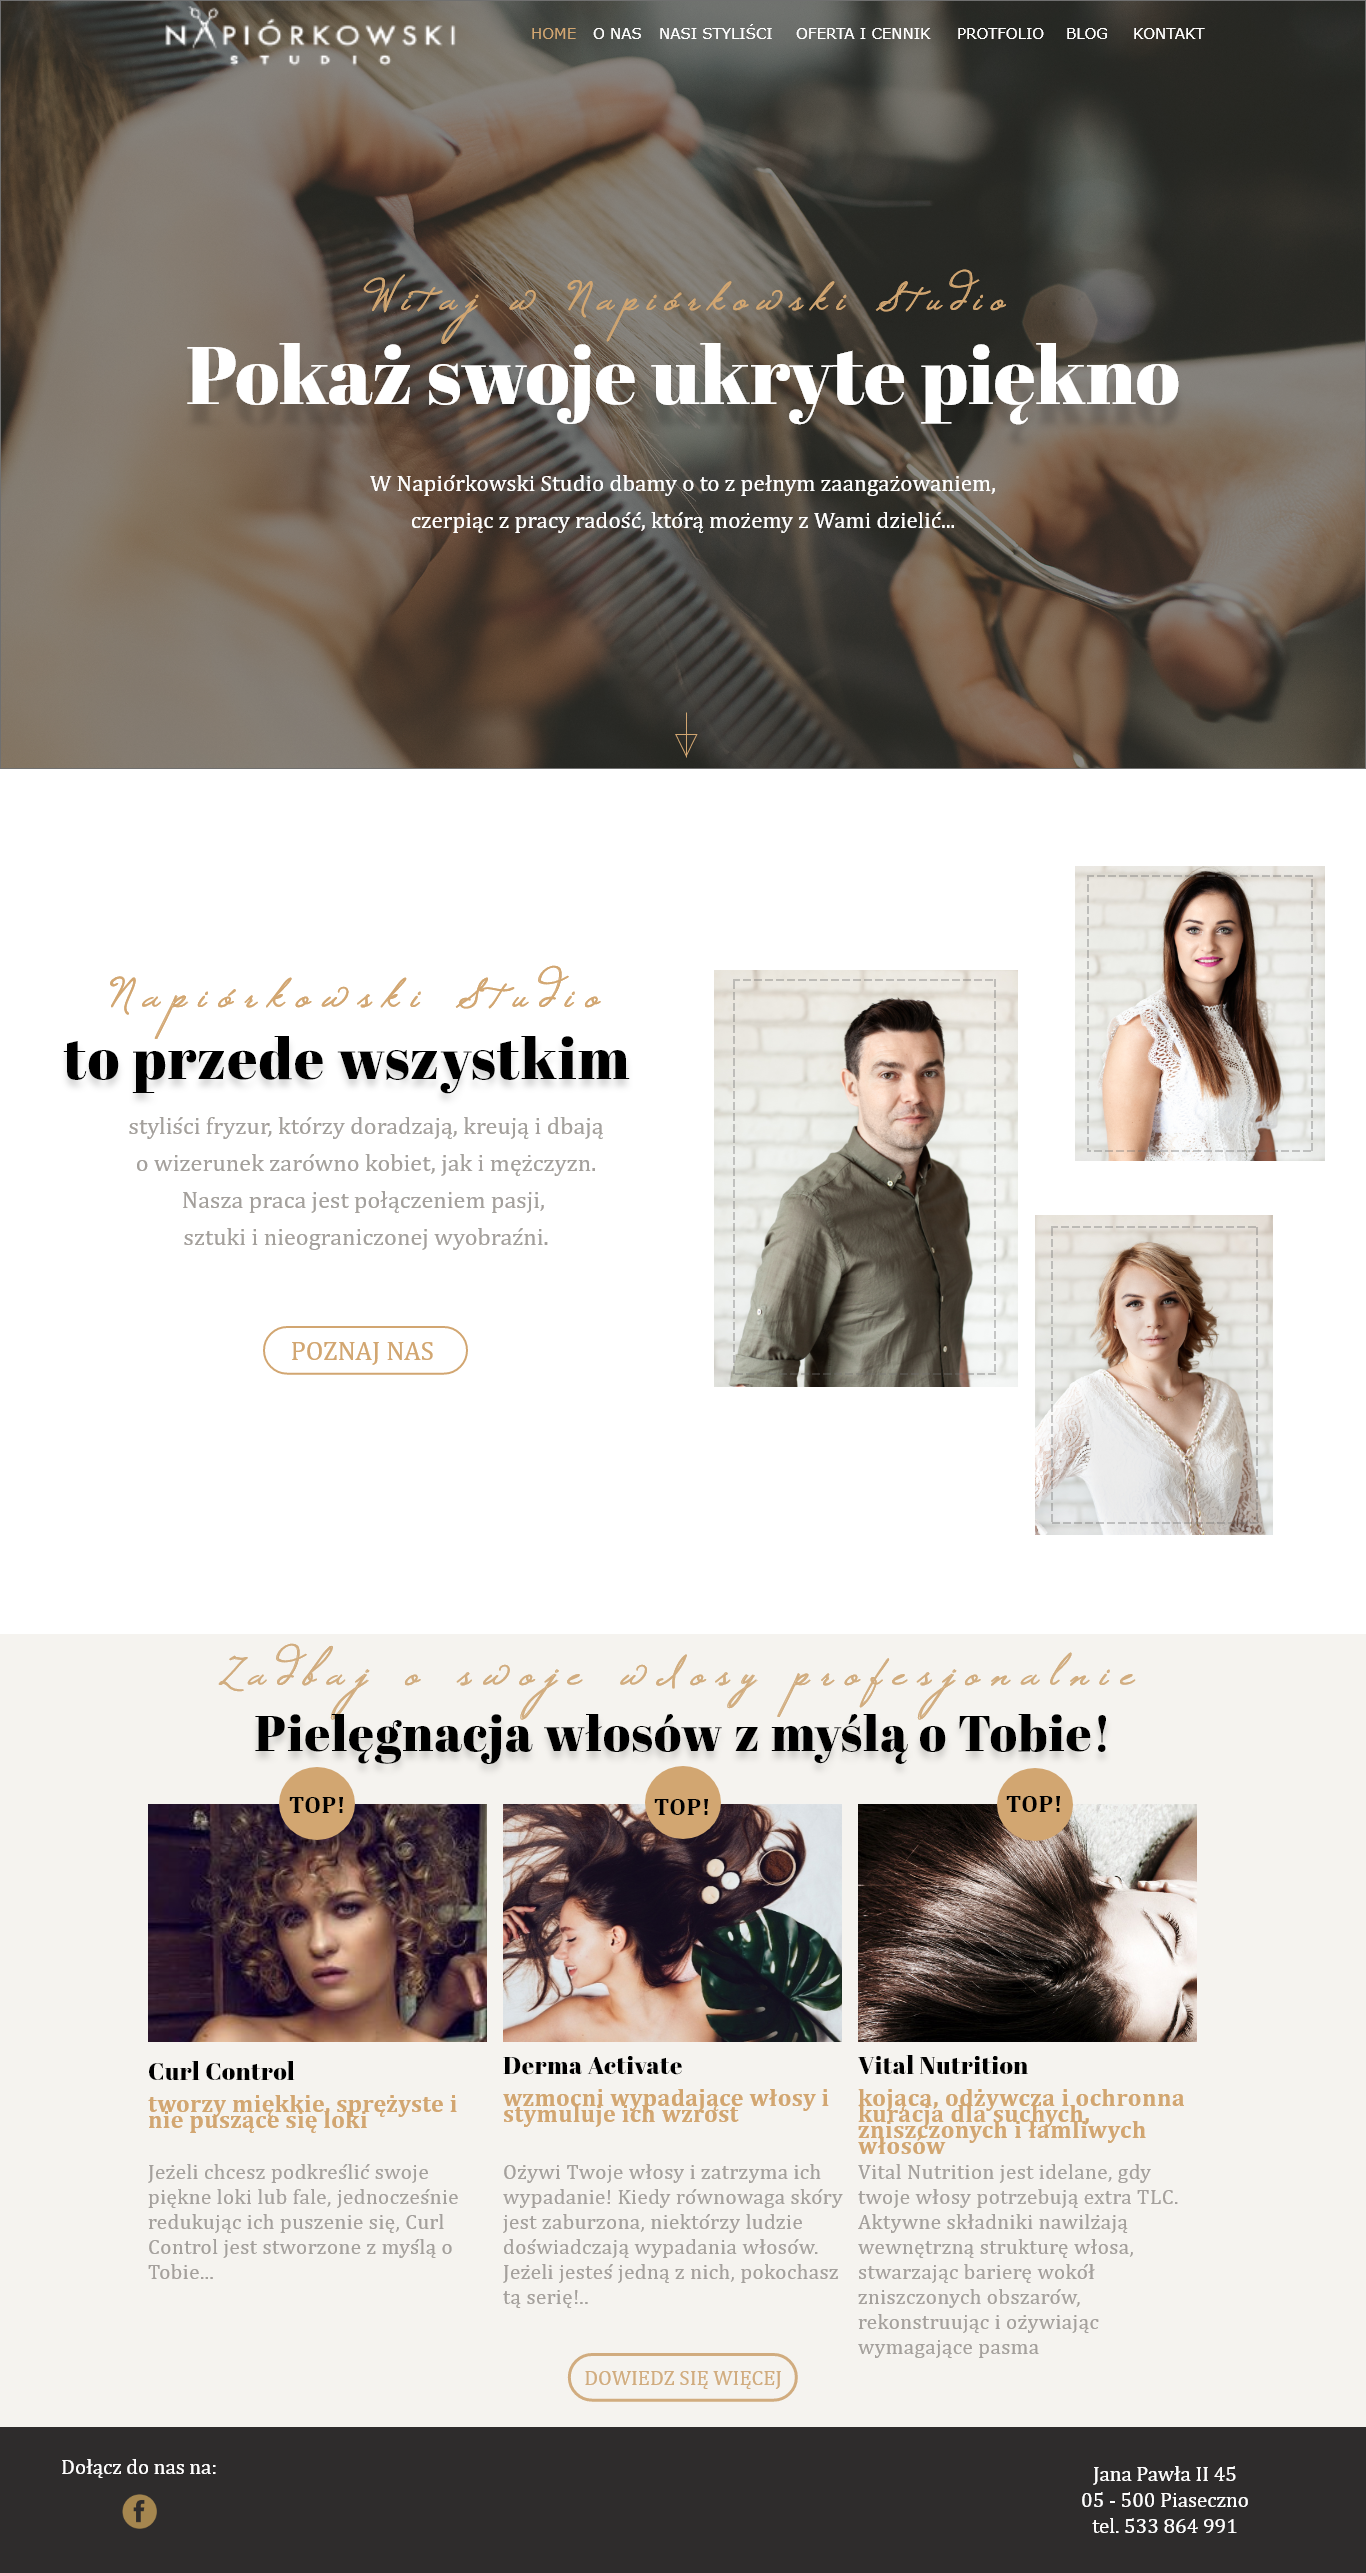 NAPIÓRKOWSKI
STUDIO
HOME O NAS NASI STYLIŚCI OFERTA I CENNIK PROTFOLIO BLOG KONTAKT
Witaj w Napiórkowski Studio
Pokaż swoje ukryte piękno
W Napiórkowski Studio dbamy o to z pełnym zaangażowaniem,
czerpiąc z pracy radość, którą możemy z Wami dzielić...
Napiórkowski Studio
to przede wszystkim
styliści fryzur, którzy doradzają, kreują i dbają
o wizerunek zarówno kobiet, jak i mężczyzn.
Nasza praca jest połączeniem pasji,
sztuki i nieograniczonej wyobraźni.
POZNAJ NAS
Zadbaj o swoje włosy profesjonalnie
Pielęgnacja włosów z myślą o Tobie!
TOP!
Curl Control
tworzy miękkie, sprężyste i
nie puszące się loki
Jeżeli chcesz podkreślić swoje
piękne loki lub fale, jednocześnie
redukując ich puszenie się, Curl
Control jest stworzone z myślą o
Tobie...
TOP!
Derma Activate
wzmocni wypadające włosy i
stymuluje ich wzrost
Ożywi Twoje włosy i zatrzyma ich
wypadanie! Kiedy równowaga skóry
jest zaburzona, niektórzy ludzie
doświadczają wypadania włosów.
Jeżeli jesteś jedną z nich, pokochasz
tą serię!..
TOP!
Vital Nutrition
kojąca, odżywcza i ochronna
kuracja dla suchych,
zniszczonych i łamliwych
włosów
Vital Nutrition jest idelane, gdy
twoje włosy potrzebują extra TLC.
Aktywne składniki nawilżają
wewnętrzną strukturę włosa,
stwarzając barierę wokół
zniszczonych obszarów,
rekonstruując i ożywiając
wymagające pasma
DOWIEDZ SIĘ WIĘCEJ
Dołącz do nas na:
f
Jana Pawła II 45
05 - 500 Piaseczno
tel. 533 864 991